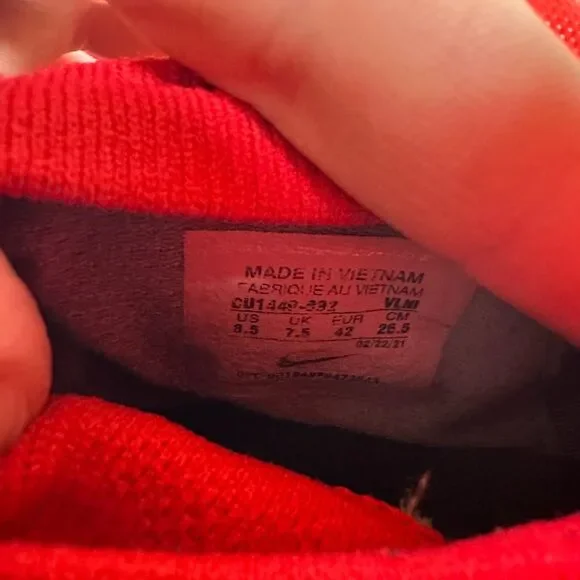 MADE IN VIETNAM
FABRIQUE AU VIETNAM
US UK EUR CM
8.5 7.5 42 26.5
02/22/21